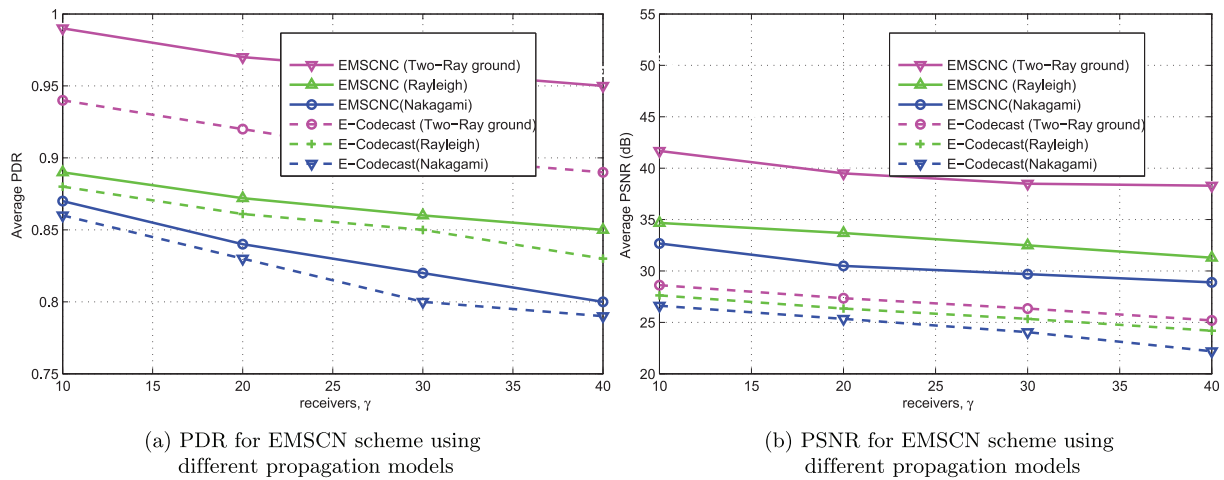 1
0.95
0.9
0.85
0.8
0.75
Average PDR
10 15 20 25 30 35 40
receivers, γ
EMSCNC (Two−Ray ground)
EMSCNC (Rayleigh)
EMSCNC(Nakagami)
E−Codecast (Two−Ray ground)
E−Codecast(Rayleigh)
E−Codecast(Nakagami)
(a) PDR for EMSCN scheme using
different propagation models
55
50
45
40
35
30
25
20
Average PSNR (dB)
10 15 20 25 30 35 40
receivers, γ
EMSCNC (Two−Ray ground)
EMSCNC (Rayleigh)
EMSCNC(Nakagami)
E−Codecast (Two−Ray ground)
E−Codecast(Rayleigh)
E−Codecast(Nakagami)
(b) PSNR for EMSCN scheme using
different propagation models